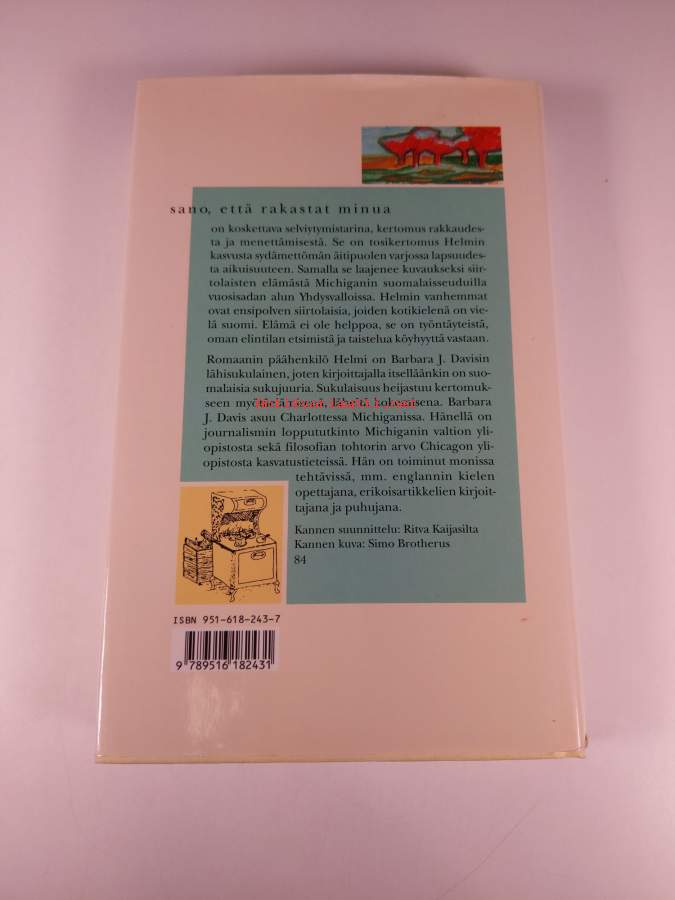 sano, että rakastat minua
on koskettava selviytymistarina, kertomus rakkaudes-
ta ja menettämisestä. Se on tosikertomus Helmin
kasvusta sydämettömän äitipuolen varjossa lapsuudes-
ta aikuisuuteen. Samalla se laajenee kuvaukseksi siir-
tolaisten elämästä Michiganin suomalaisseuduilla
vuosisadan alun Yhdysvalloissa. Helmin vanhemmat
ovat ensipolven siirtolaisia, joiden kotikielenä on vie-
lä suomi. Elämä ei ole helppoa, se on työntäyteistä,
oman elintilan etsimistä ja taistelua köyhyyttä vastaan.
Romaanin päähenkilö Helmi on Barbara J. Davisin
lähisukulainen, joten kirjoittajalla itselläänkin on suo-
malaisia sukujuuria. Sukulaisuus heijastuu kertomuk-
seen myötäelämisenä, läheltä kokemisena. Barbara
J. Davis asuu Charlottessa Michiganissa. Hänellä on
journalismin loppututkinto Michiganin valtion yli-
opistosta sekä filosofian tohtorin arvo Chicagon yli-
opistosta kasvatustieteissä. Hän on toiminut monissa
tehtävissä, mm. englannin kielen
opettajana, erikoisartikkelien kirjoit-
tajana ja puhujana.
Kannen suunnittelu: Ritva Kaijasilta
Kannen kuva: Simo Brotherus
84
ISBN 951-618-243-7
9 789516 182431